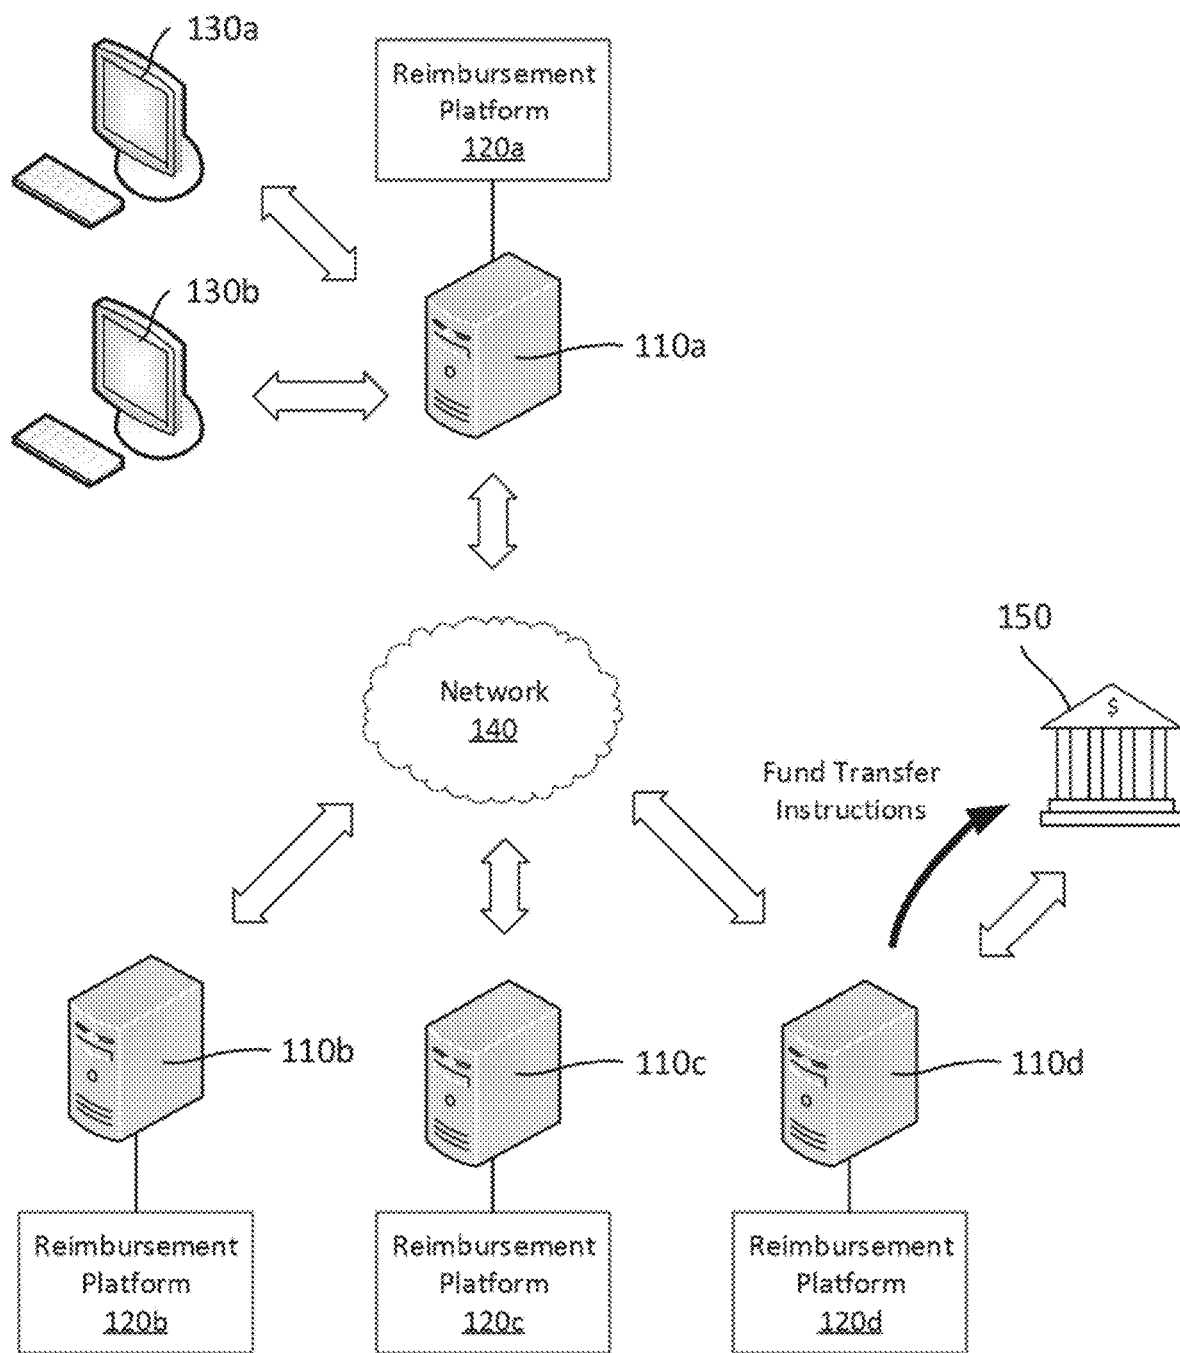 130a
Reimbursement
Platform
120a
130b
110a
150
$
Network
140
Fund Transfer
Instructions
110b
110c
110d
Reimbursement
Platform
120b
Reimbursement
Platform
120c
Reimbursement
Platform
120d